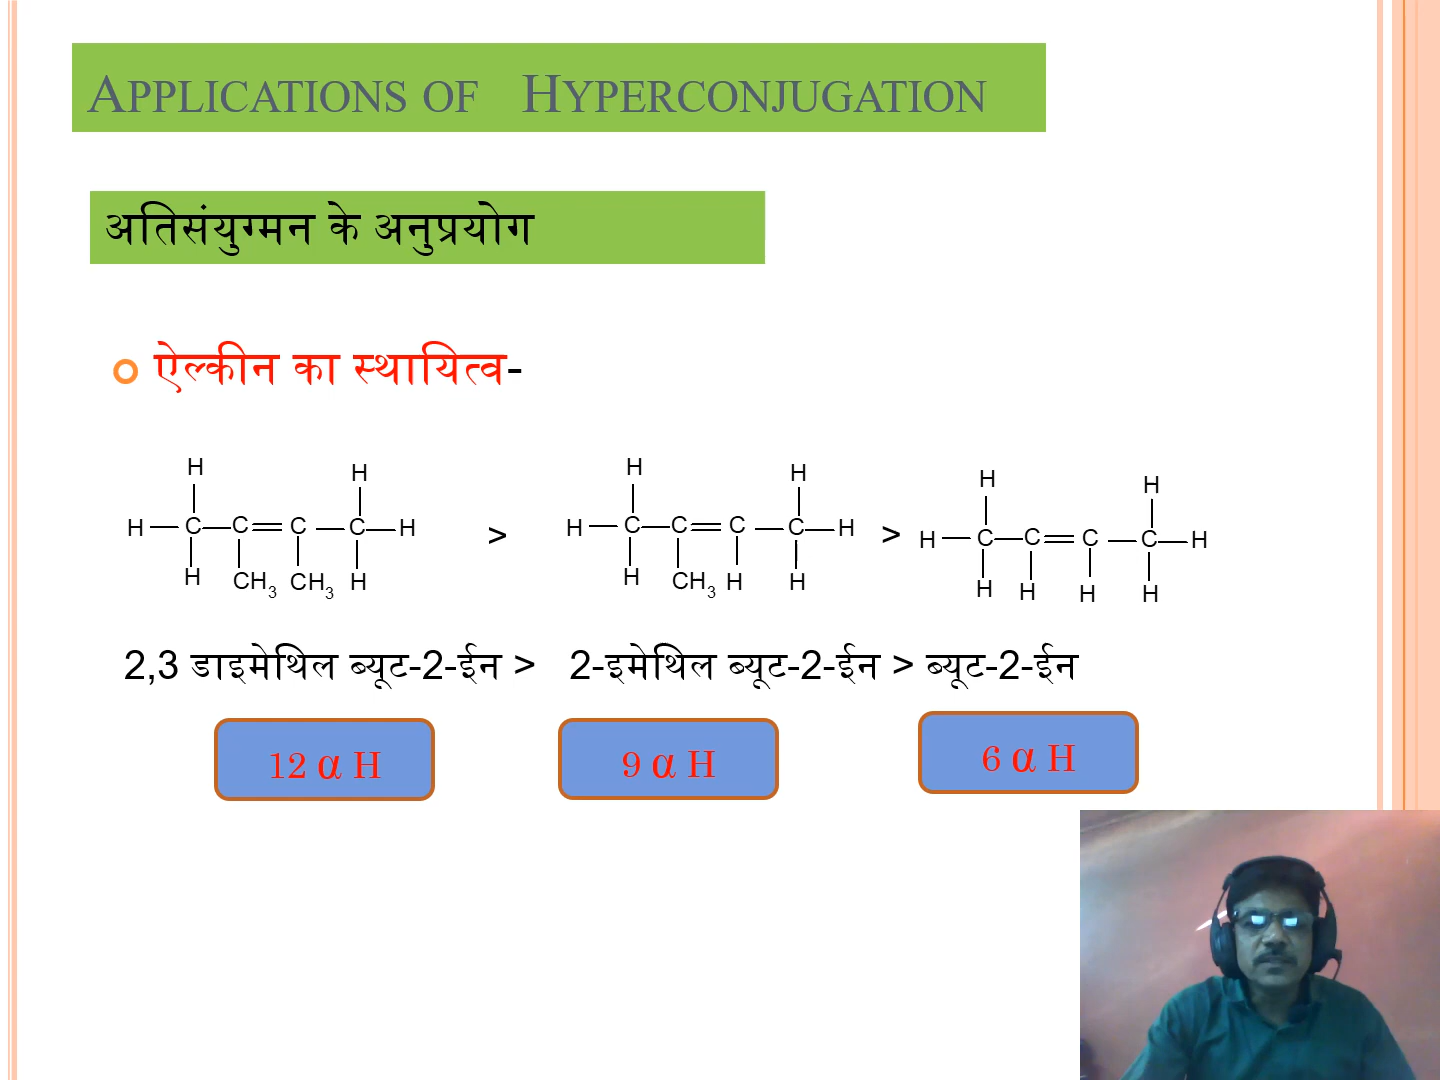 APPLICATIONS OF HYPERCONJUGATION
अतिसंयुग्मन के अनुप्रयोग
ऐल्कीन का स्थायित्व-
H H H H H H
H C C C C H > H C C C C H > H C C C C H
H CH3 CH3 H H CH3 H H H H H H
2,3 डाइमेथिल ब्यूट-2-ईन > 2-इमेथिल ब्यूट-2-ईन > ब्यूट-2-ईन
12 α H 9 α H 6 α H